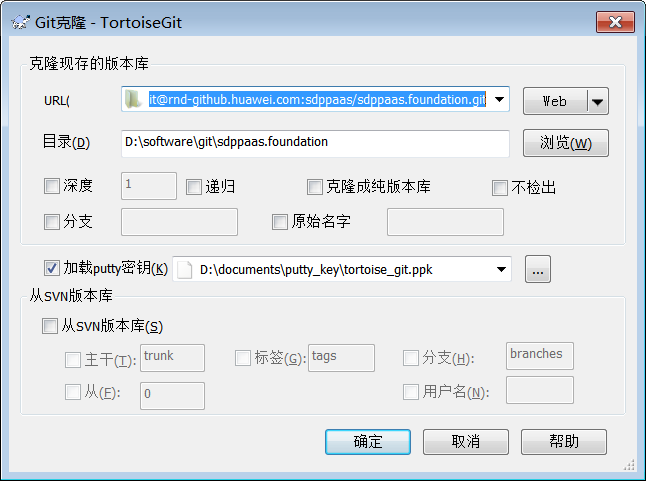 Git克隆 - TortoiseGit
克隆现存的版本库
URL( it@rnd-github.huawei.com:sdppaas/sdppaas.foundation.git Web
目录(D) D:\software\git\sdppaas.foundation 浏览(W)
深度 1 递归 克隆成纯版本库 不检出
分支 原始名字
加载putty密钥(K) D:\documents\putty_key\tortoise_git.ppk ...
从SVN版本库
从SVN版本库(S)
主干(T): trunk 标签(G): tags 分支(H): branches
从(F): 0 用户名(N):
确定 取消 帮助